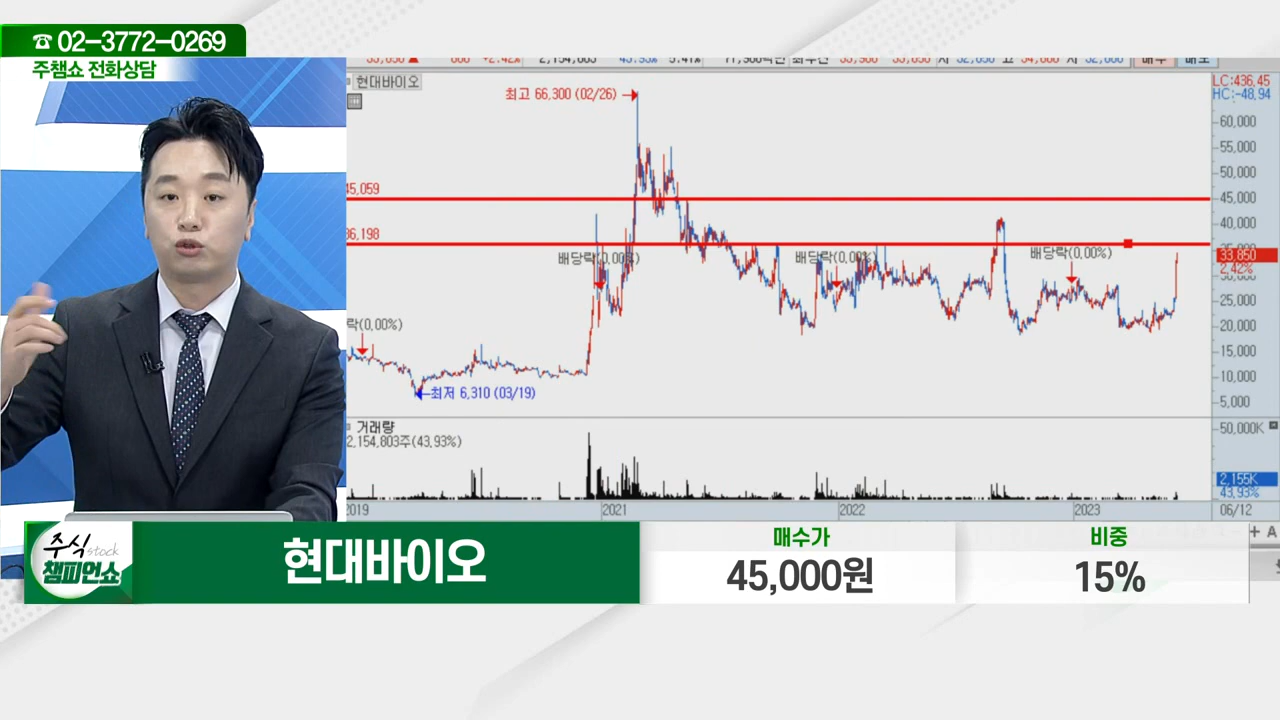 ☎ 02-3772-0269
주챔쇼 전화상담
현대바이오
LC:436.45
HC:-48.94
최고 66,300 (02/26)
60,000
55,000
50,000
45,059
45,000
40,000
36,198
35,000
배당락(0,00%)
배당락(0,00%)
배당락(0,00%)
33,850
2.42%
30,000
25,000
20,000
락(0,00%)
15,000
10,000
최저 6,310 (03/19)
5,000
거래량
2,154,803주(43,93%)
50,000K
2,155K
43,93%
2019
2021
2022
2023
06/12
주식 stock
챔피언쇼
현대바이오
매수가
45,000원
비중
15%